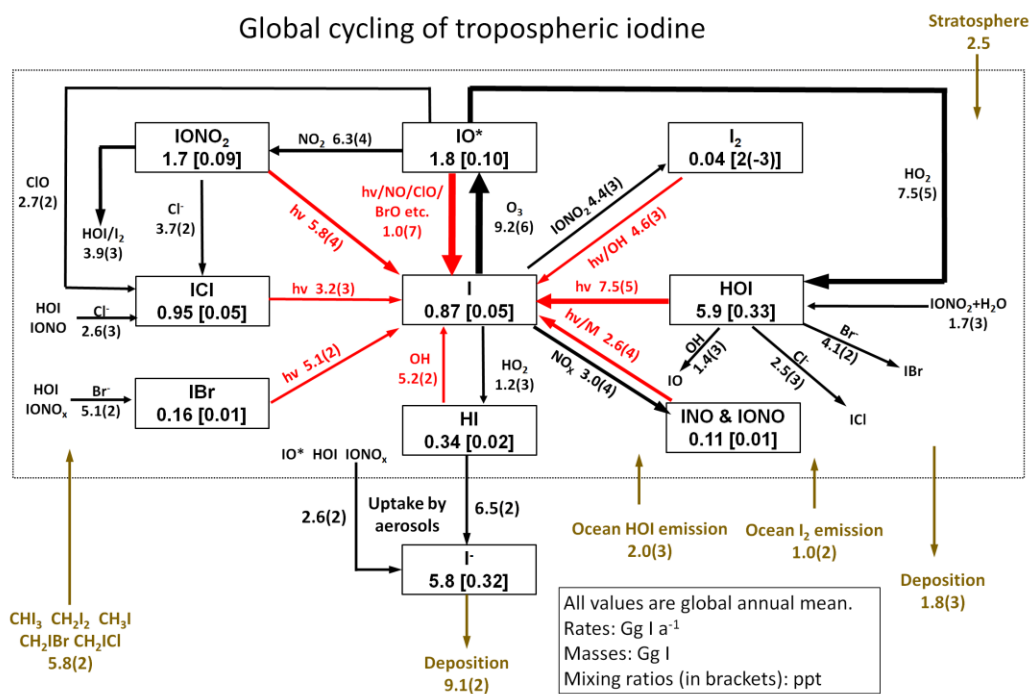 Global cycling of tropospheric iodine
Stratosphere
2.5
IONO₂
1.7 [0.09]
NO₂ 6.3(4)
IO*
1.8 [0.10]
I₂
0.04 [2(-3)]
HO₂
7.5(5)
ClO
2.7(2)
HOI/I₂
3.9(3)
Cl⁻
3.7(2)
hv 5.8(4)
hv/NO/ClO/
BrO etc.
1.0(7)
O₃
9.2(6)
IONO₂ 4.4(3)
hv/OH 4.6(3)
ICl
0.95 [0.05]
HOI
IONO
Cl⁻
2.6(3)
hv 3.2(3)
I
0.87 [0.05]
hv 7.5(5)
HOI
5.9 [0.33]
IONO₂+H₂O
1.7(3)
hv/M 2.6(4)
NOₓ 3.0(4)
OH
1.4(3)
IO
Cl⁻
2.5(3)
ICl
Br⁻
4.1(2)
IBr
HOI
IONOₓ
Br⁻
5.1(2)
IBr
0.16 [0.01]
hv 5.1(2)
OH
5.2(2)
HO₂
1.2(3)
HI
0.34 [0.02]
INO & IONO
0.11 [0.01]
IO* HOI IONOₓ
2.6(2)
Uptake by
aerosols
6.5(2)
I⁻
5.8 [0.32]
Ocean HOI emission
2.0(3)
Ocean I₂ emission
1.0(2)
Deposition
1.8(3)
CHI₃ CH₂I₂ CH₃I
CH₂IBr CH₂ICl
5.8(2)
Deposition
9.1(2)
All values are global annual mean.
Rates: Gg I a⁻¹
Masses: Gg I
Mixing ratios (in brackets): ppt